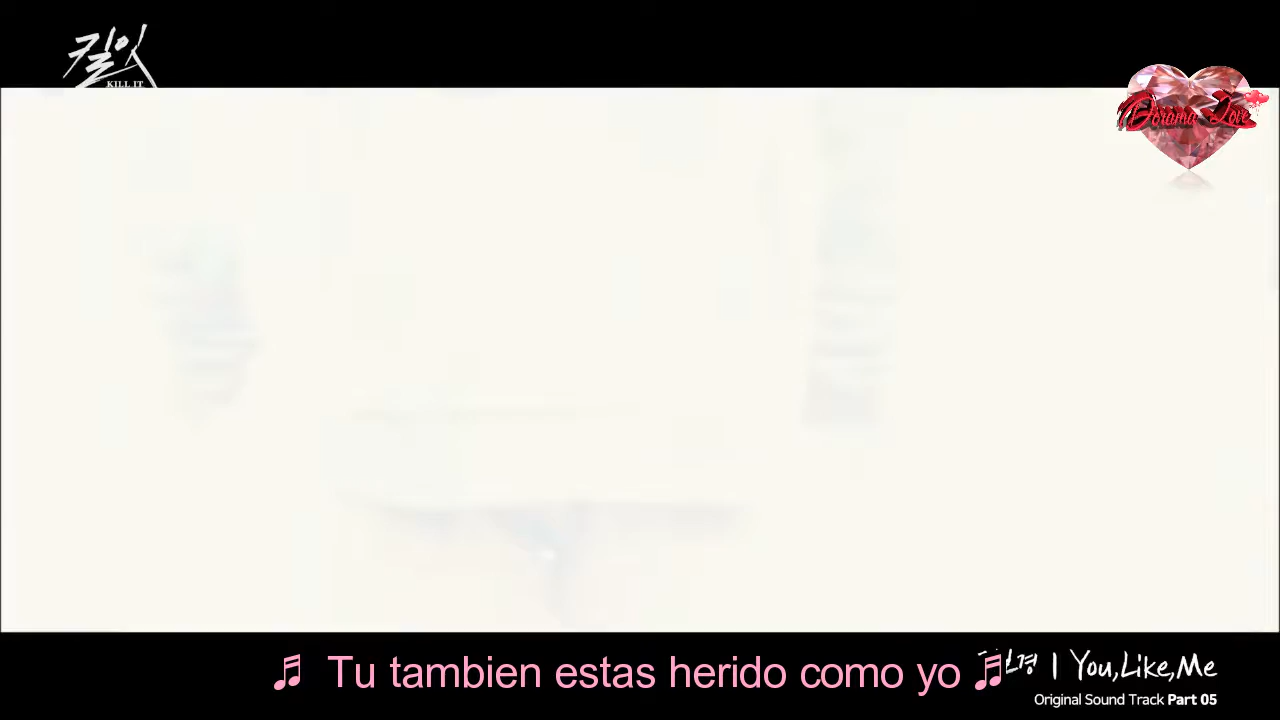 킬잇
KILL IT
Dorama Love
♫ Tu tambien estas herido como yo ♫
경 | You,Like,Me
Original Sound Track Part 05